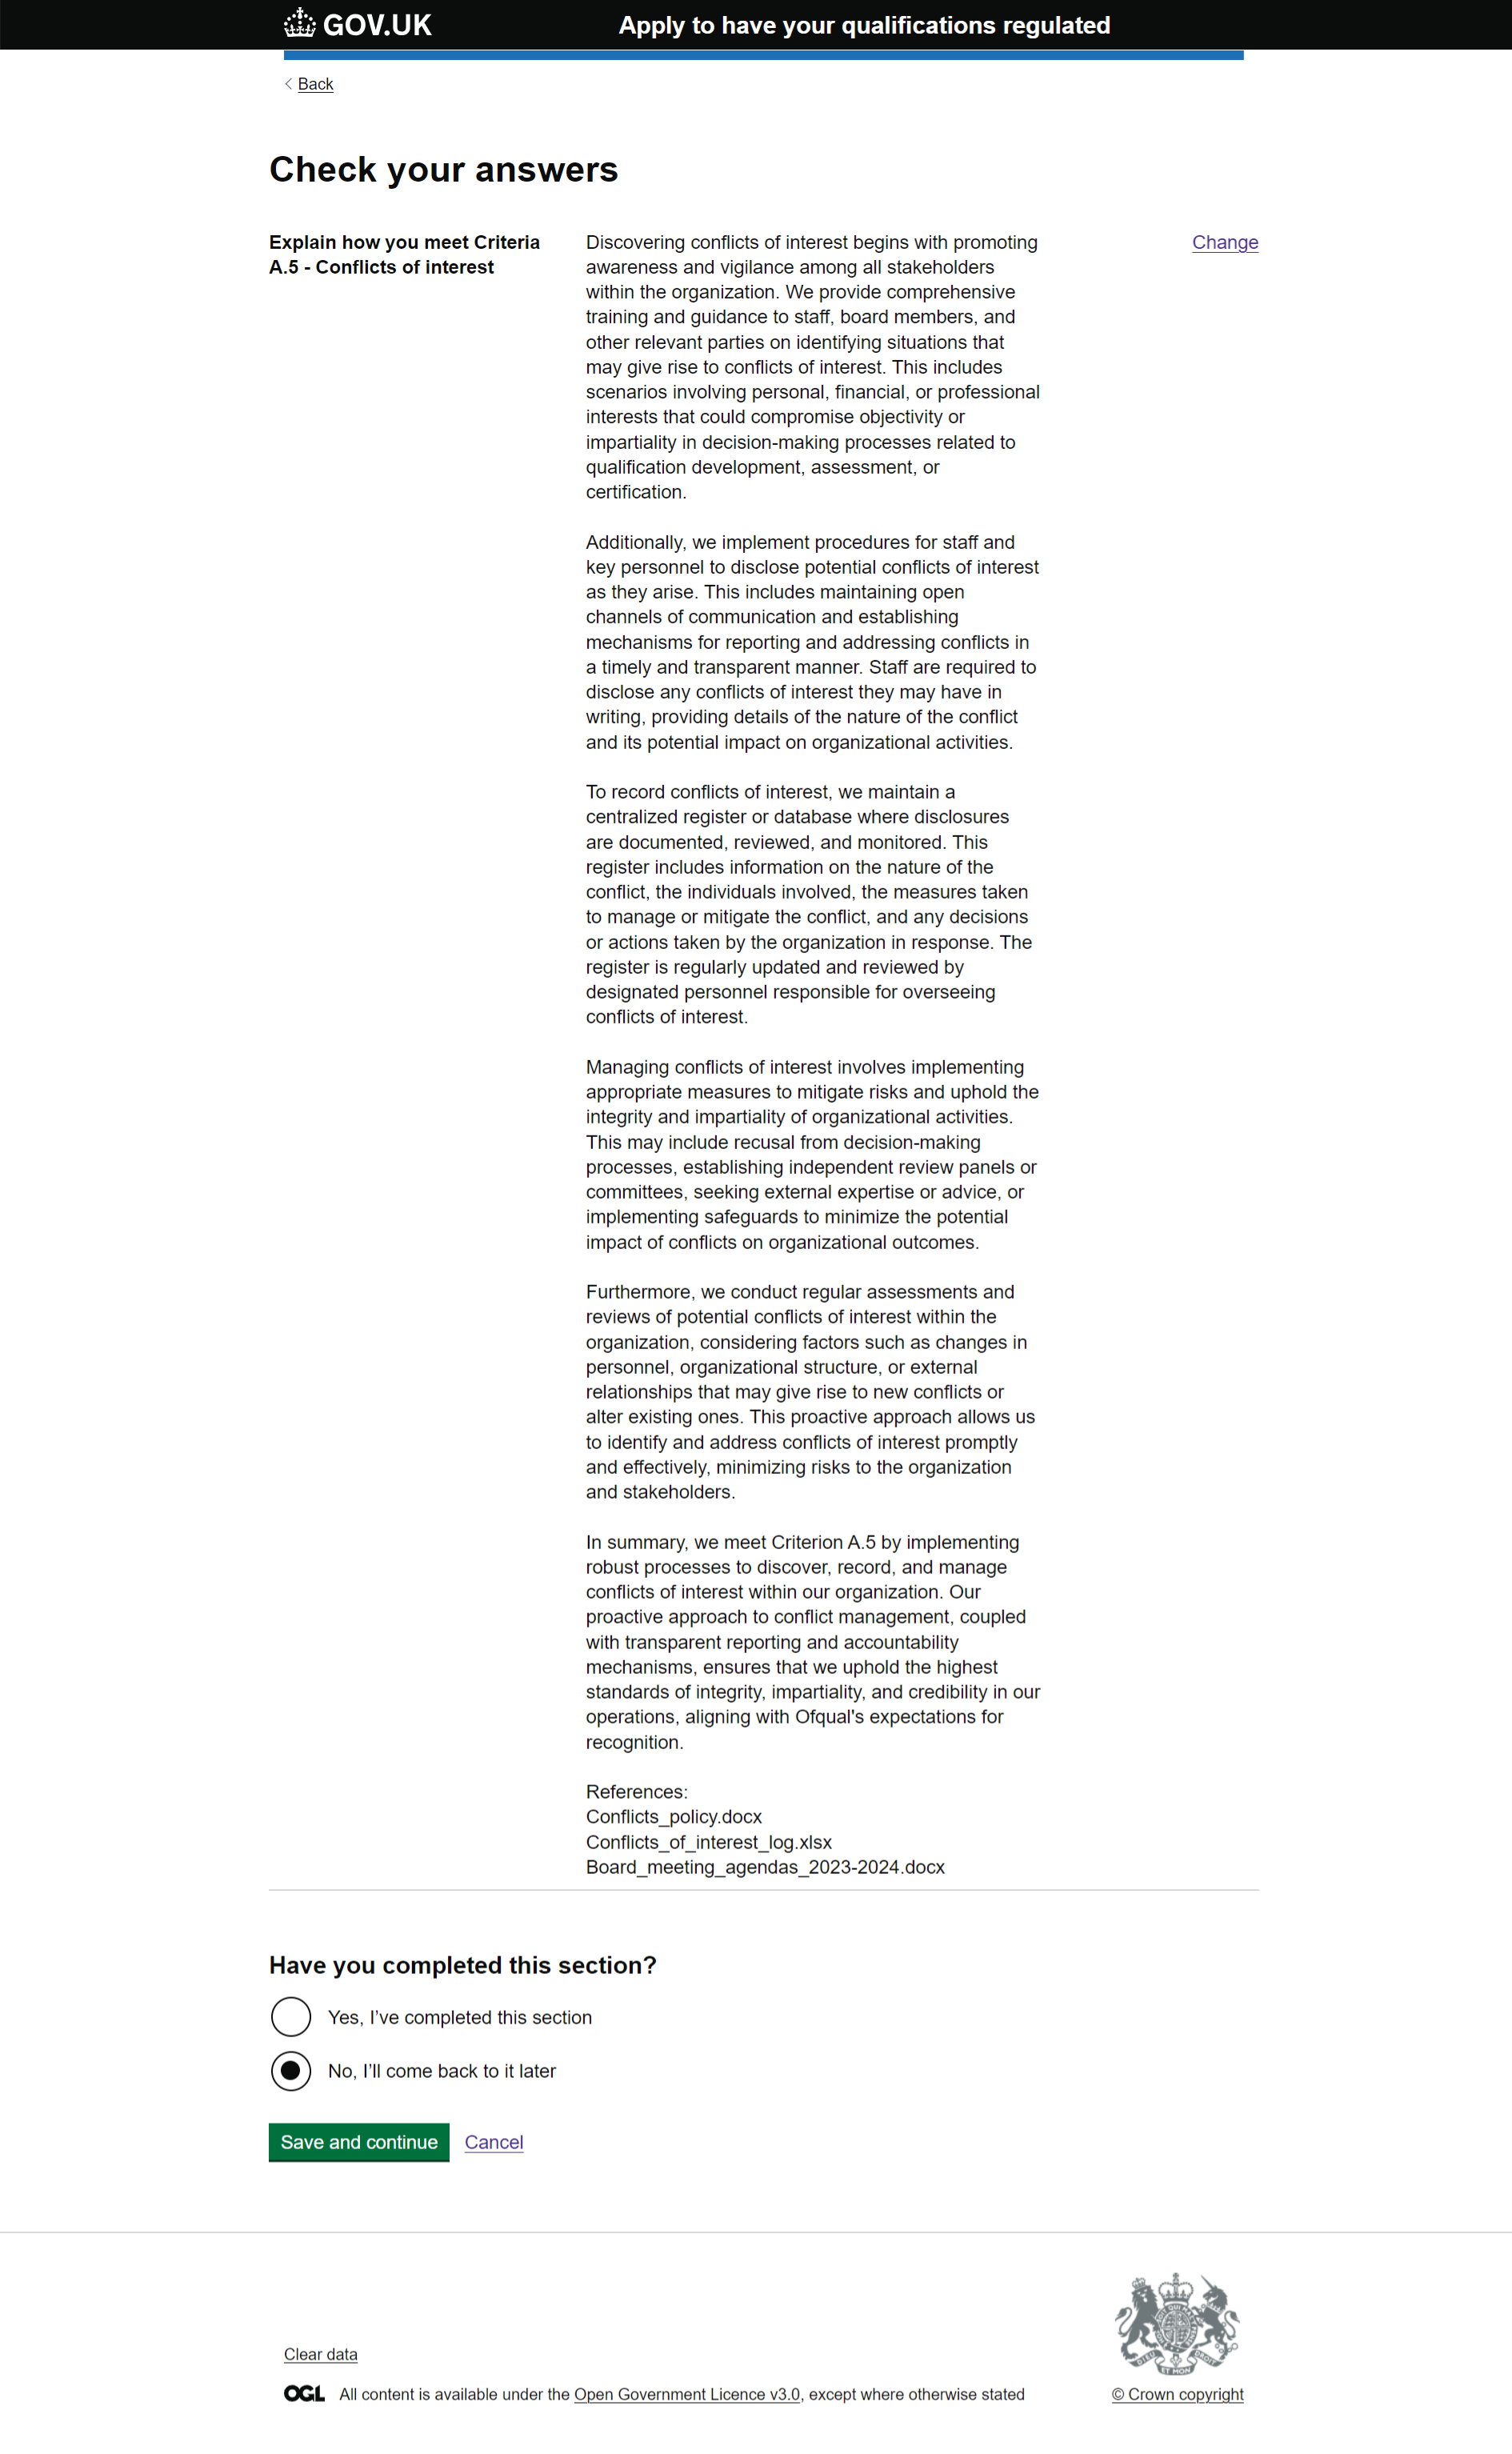 GOV.UK
Apply to have your qualifications regulated
Back
Check your answers
Explain how you meet Criteria
A.5 - Conflicts of interest
Discovering conflicts of interest begins with promoting
awareness and vigilance among all stakeholders
within the organization. We provide comprehensive
training and guidance to staff, board members, and
other relevant parties on identifying situations that
may give rise to conflicts of interest. This includes
scenarios involving personal, financial, or professional
interests that could compromise objectivity or
impartiality in decision-making processes related to
qualification development, assessment, or
certification.
Change
Additionally, we implement procedures for staff and
key personnel to disclose potential conflicts of interest
as they arise. This includes maintaining open
channels of communication and establishing
mechanisms for reporting and addressing conflicts in
a timely and transparent manner. Staff are required to
disclose any conflicts of interest they may have in
writing, providing details of the nature of the conflict
and its potential impact on organizational activities.
To record conflicts of interest, we maintain a
centralized register or database where disclosures
are documented, reviewed, and monitored. This
register includes information on the nature of the
conflict, the individuals involved, the measures taken
to manage or mitigate the conflict, and any decisions
or actions taken by the organization in response. The
register is regularly updated and reviewed by
designated personnel responsible for overseeing
conflicts of interest.
Managing conflicts of interest involves implementing
appropriate measures to mitigate risks and uphold the
integrity and impartiality of organizational activities.
This may include recusal from decision-making
processes, establishing independent review panels or
committees, seeking external expertise or advice, or
implementing safeguards to minimize the potential
impact of conflicts on organizational outcomes.
Furthermore, we conduct regular assessments and
reviews of potential conflicts of interest within the
organization, considering factors such as changes in
personnel, organizational structure, or external
relationships that may give rise to new conflicts or
alter existing ones. This proactive approach allows us
to identify and address conflicts of interest promptly
and effectively, minimizing risks to the organization
and stakeholders.
In summary, we meet Criterion A.5 by implementing
robust processes to discover, record, and manage
conflicts of interest within our organization. Our
proactive approach to conflict management, coupled
with transparent reporting and accountability
mechanisms, ensures that we uphold the highest
standards of integrity, impartiality, and credibility in our
operations, aligning with Ofqual's expectations for
recognition.
References:
Conflicts_policy.docx
Conflicts_of_interest_log.xlsx
Board_meeting_agendas_2023-2024.docx
Have you completed this section?
Yes, I’ve completed this section
No, I’ll come back to it later
Save and continue
Cancel
Clear data
OGL
All content is available under the Open Government Licence v3.0, except where otherwise stated
© Crown copyright